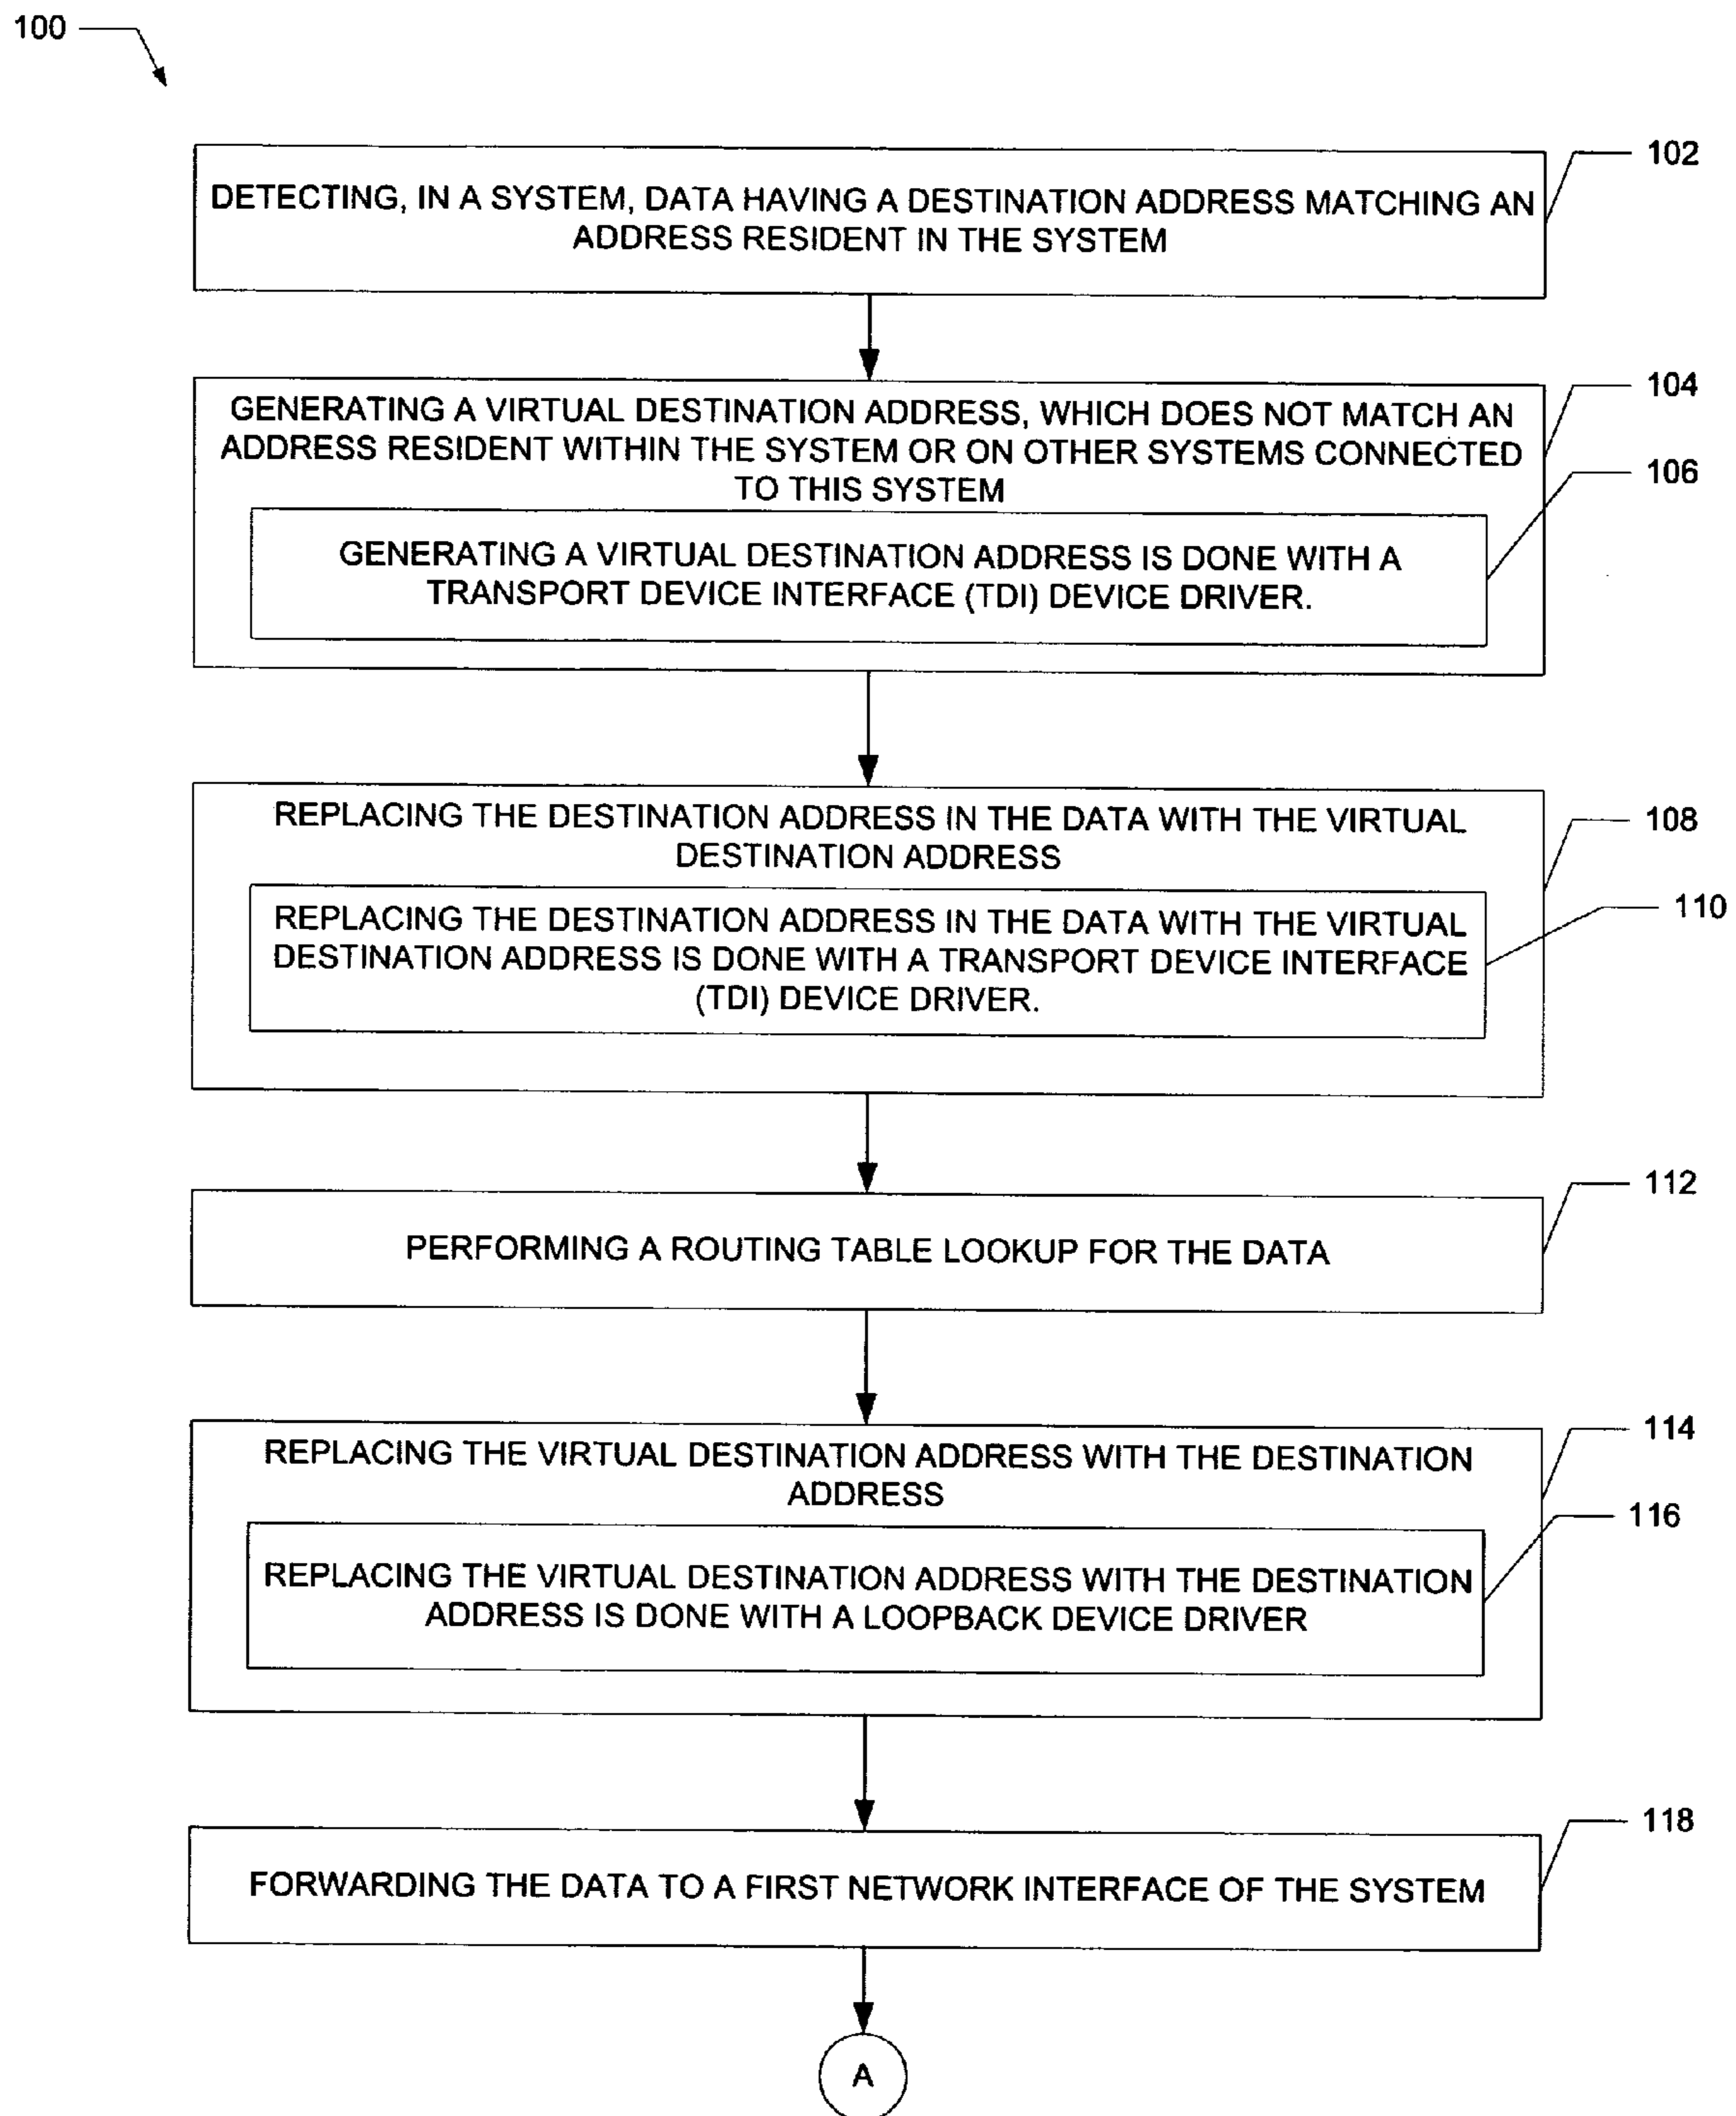 100
102
DETECTING, IN A SYSTEM, DATA HAVING A DESTINATION ADDRESS MATCHING AN
ADDRESS RESIDENT IN THE SYSTEM
104
GENERATING A VIRTUAL DESTINATION ADDRESS, WHICH DOES NOT MATCH AN
ADDRESS RESIDENT WITHIN THE SYSTEM OR ON OTHER SYSTEMS CONNECTED
TO THIS SYSTEM
106
GENERATING A VIRTUAL DESTINATION ADDRESS IS DONE WITH A
TRANSPORT DEVICE INTERFACE (TDI) DEVICE DRIVER.
108
REPLACING THE DESTINATION ADDRESS IN THE DATA WITH THE VIRTUAL
DESTINATION ADDRESS
110
REPLACING THE DESTINATION ADDRESS IN THE DATA WITH THE VIRTUAL
DESTINATION ADDRESS IS DONE WITH A TRANSPORT DEVICE INTERFACE
(TDI) DEVICE DRIVER.
112
PERFORMING A ROUTING TABLE LOOKUP FOR THE DATA
114
REPLACING THE VIRTUAL DESTINATION ADDRESS WITH THE DESTINATION
ADDRESS
116
REPLACING THE VIRTUAL DESTINATION ADDRESS WITH THE DESTINATION
ADDRESS IS DONE WITH A LOOPBACK DEVICE DRIVER
118
FORWARDING THE DATA TO A FIRST NETWORK INTERFACE OF THE SYSTEM
A